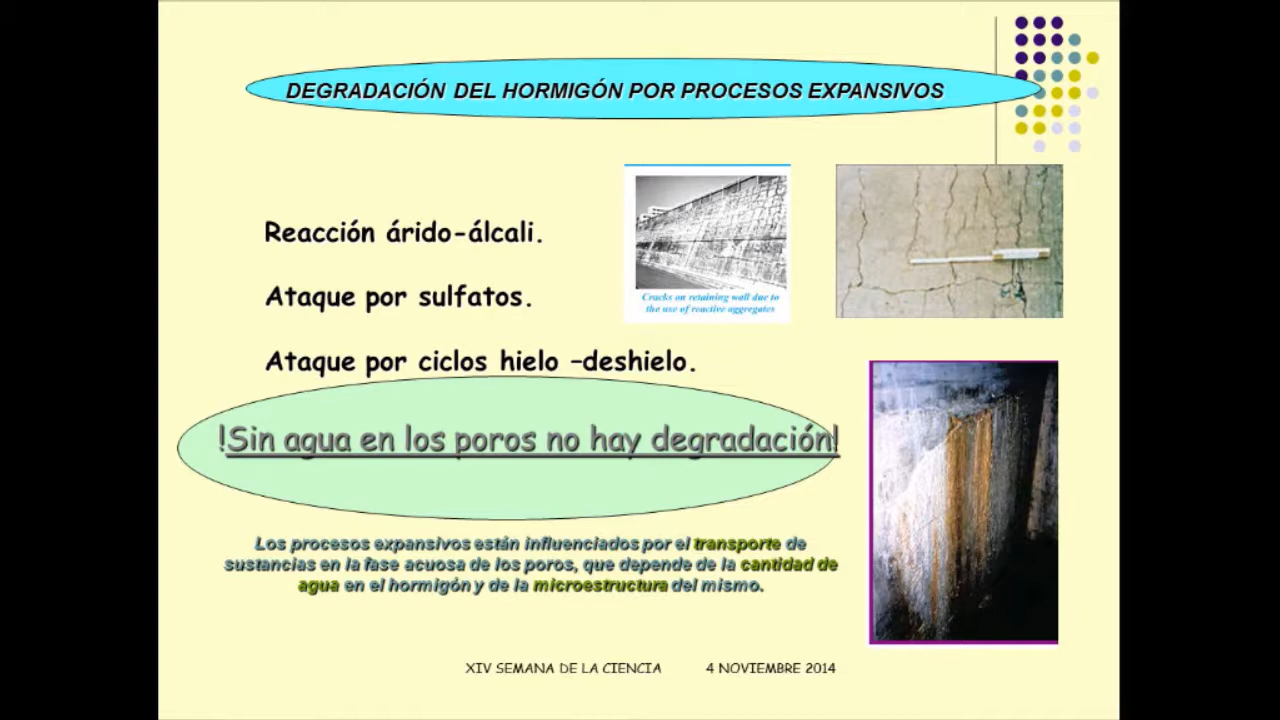 DEGRADACIÓN DEL HORMIGÓN POR PROCESOS EXPANSIVOS
Reacción árido-álcali.
Ataque por sulfatos.
Ataque por ciclos hielo –deshielo.
Cracks on retaining wall due to
the use of reactive aggregates
!Sin agua en los poros no hay degradación!
Los procesos expansivos están influenciados por el transporte de
sustancias en la fase acuosa de los poros, que depende de la cantidad de
agua en el hormigón y de la microestructura del mismo.
XIV SEMANA DE LA CIENCIA 4 NOVIEMBRE 2014